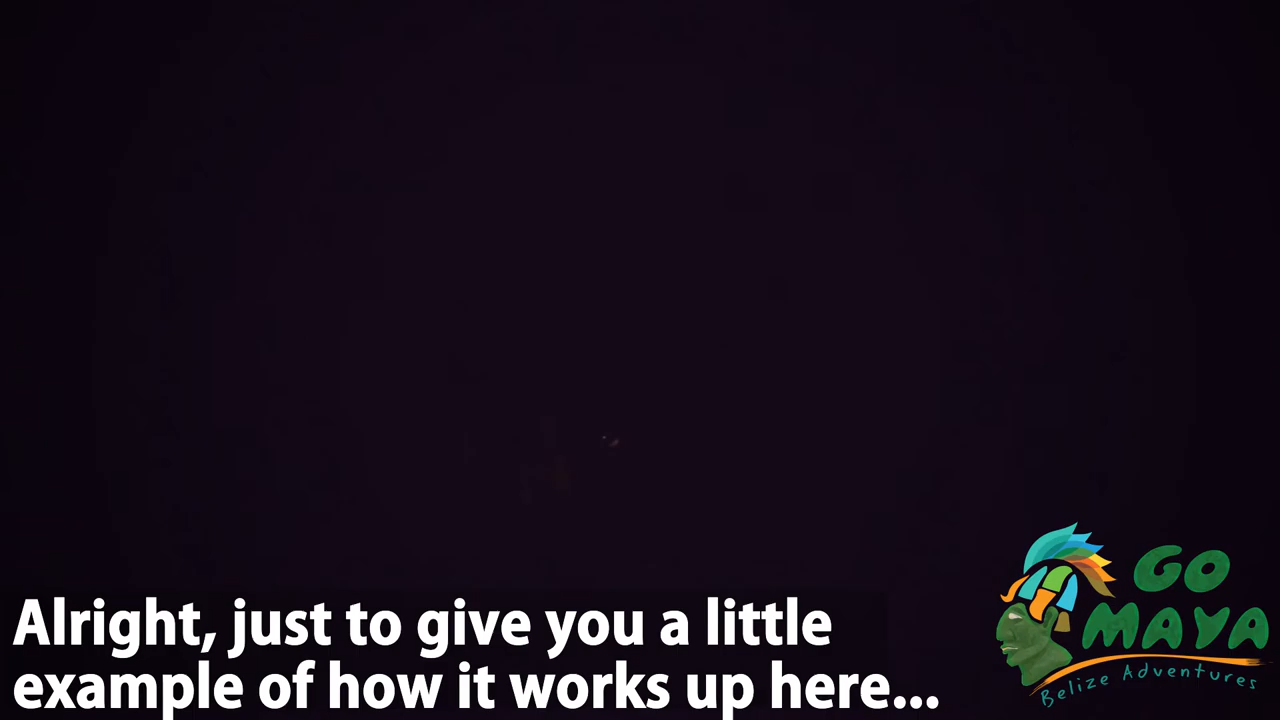 GO
MAYA
Belize Adventures
Alright, just to give you a little
example of how it works up here...